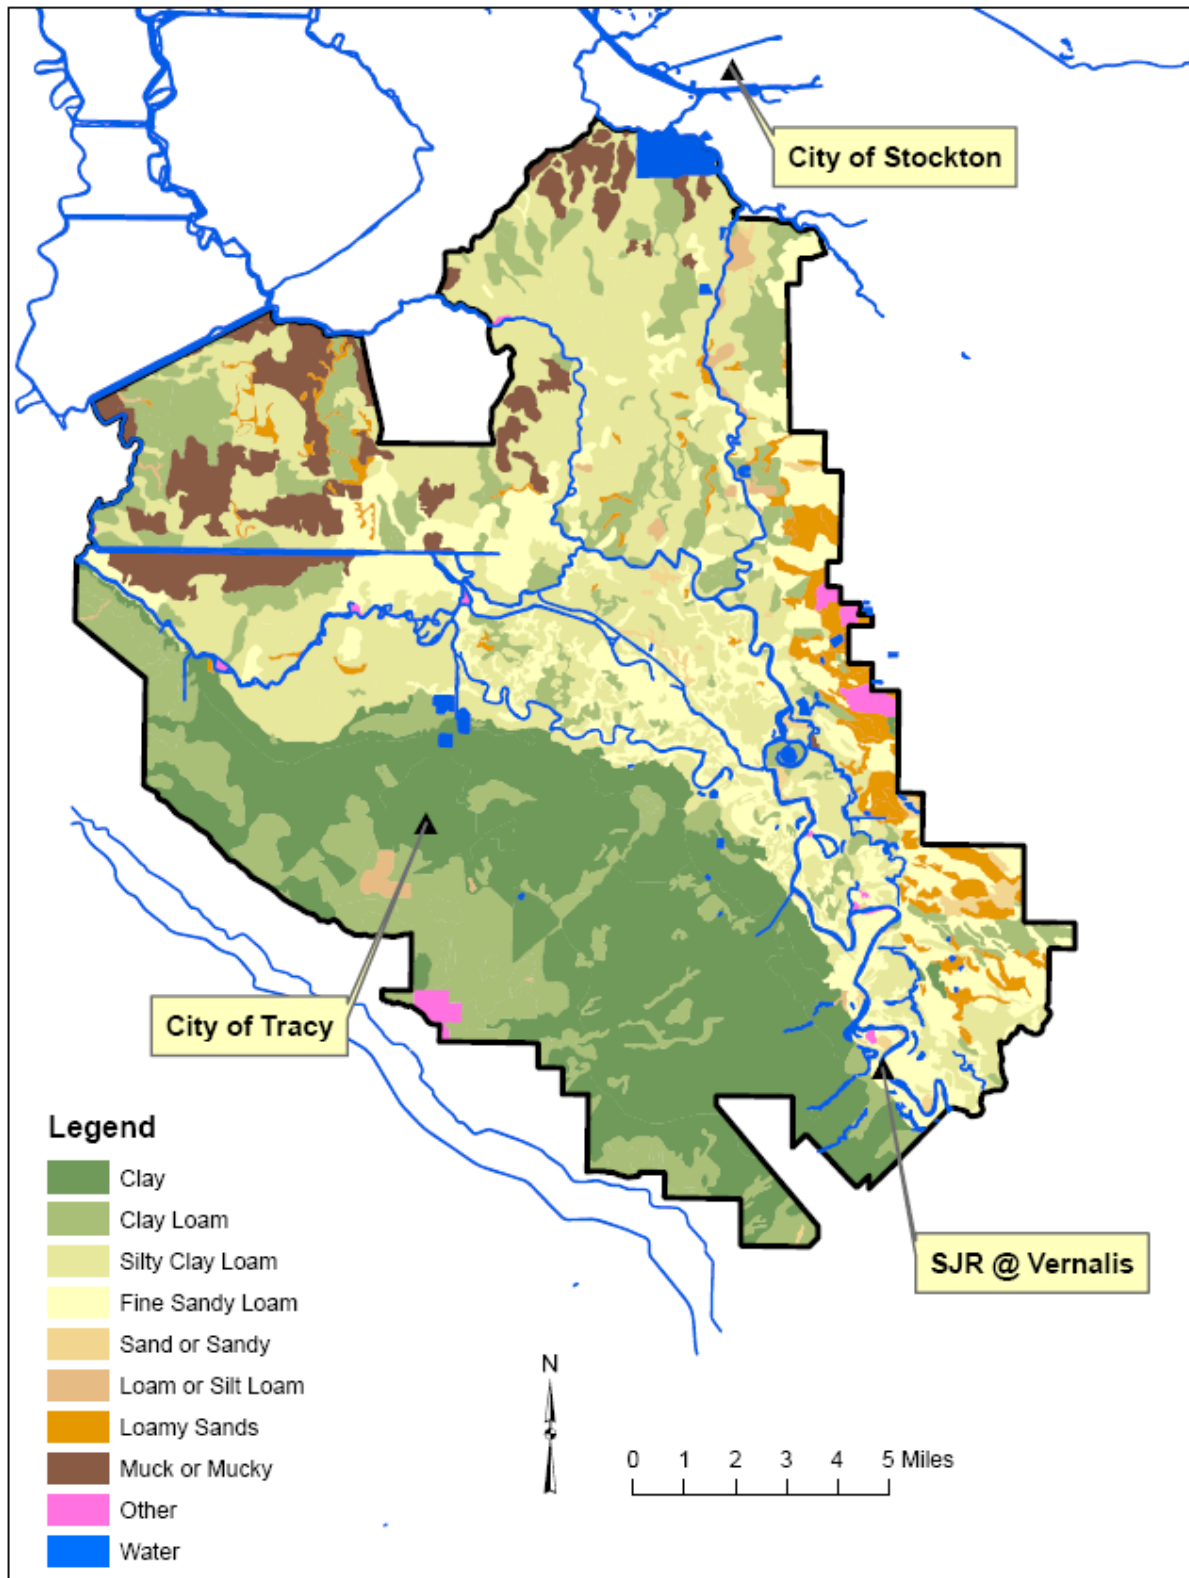 City of Stockton
City of Tracy
SJR @ Vernalis
Legend
Clay
Clay Loam
Silty Clay Loam
Fine Sandy Loam
Sand or Sandy
Loam or Silt Loam
Loamy Sands
Muck or Mucky
Other
Water
N
0 1 2 3 4 5 Miles